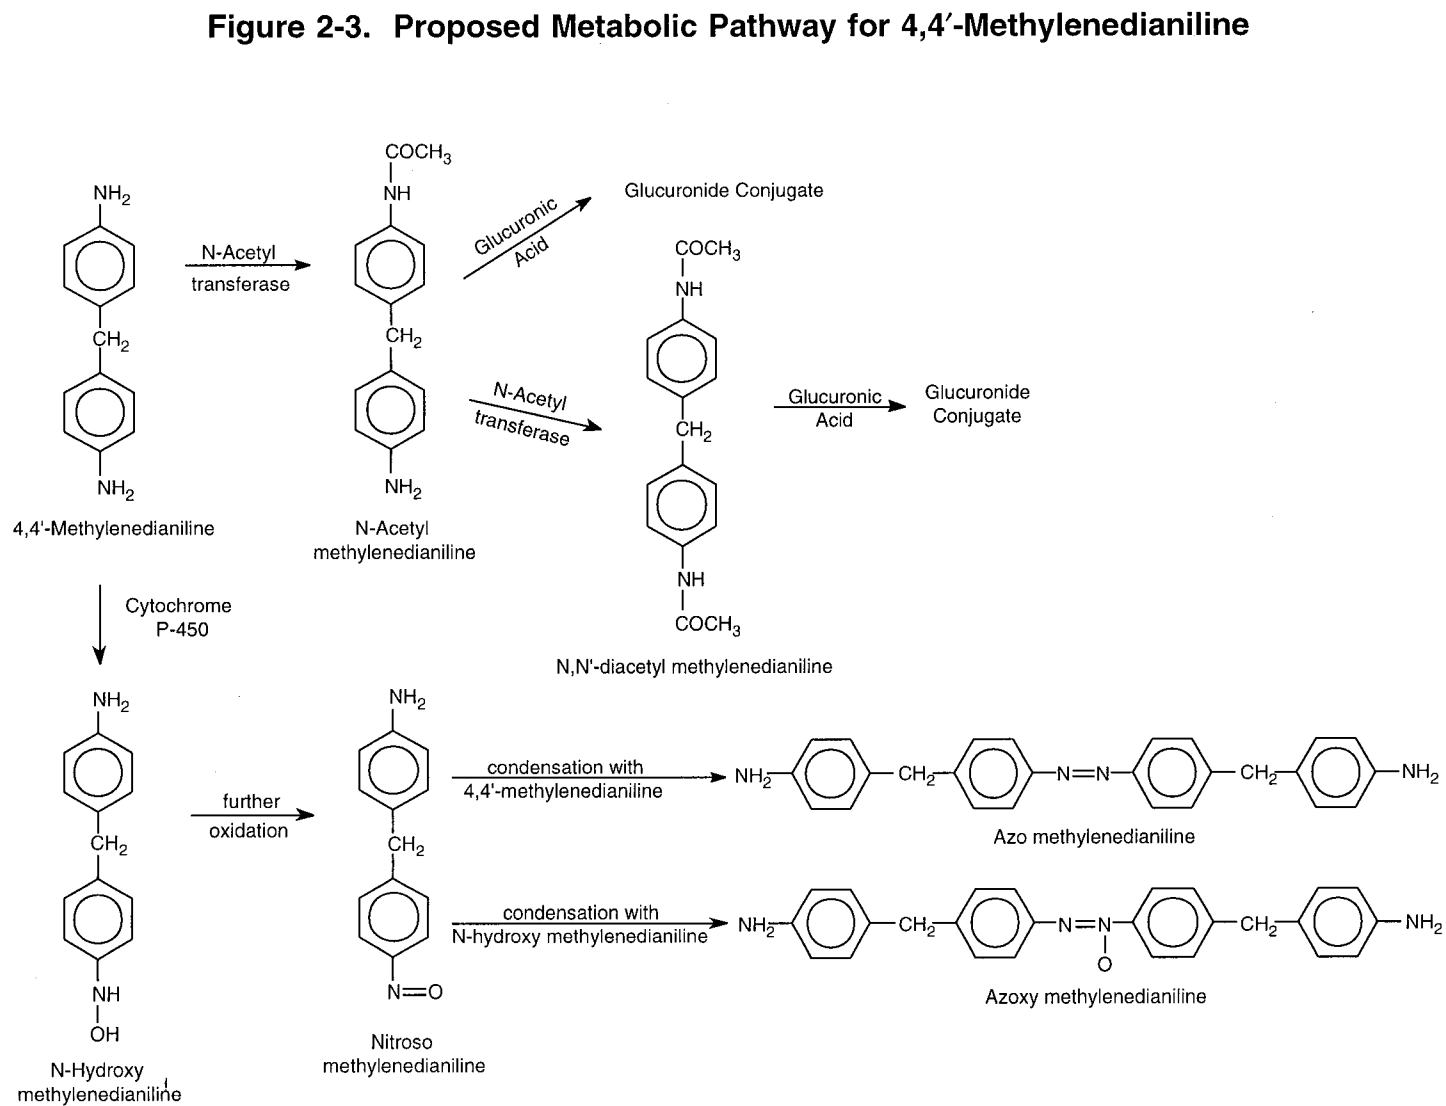 Figure 2-3. Proposed Metabolic Pathway for 4,4′-Methylenedianiline
COCH3
NH2
NH
Glucuronide Conjugate
Glucuronic
Acid
N-Acetyl
transferase
COCH3
NH
CH2
CH2
N-Acetyl
transferase
Glucuronic
Acid
Glucuronide
Conjugate
CH2
NH2
NH2
4,4'-Methylenedianiline
N-Acetyl
methylenedianiline
NH
COCH3
N,N'-diacetyl methylenedianiline
Cytochrome
P-450
NH2
NH2
further
oxidation
CH2
CH2
condensation with
4,4'-methylenedianiline
NH2
CH2
N=N
CH2
NH2
Azo methylenedianiline
condensation with
N-hydroxy methylenedianiline
NH2
CH2
N=N
O
CH2
NH2
Azoxy methylenedianiline
NH
OH
N=O
N-Hydroxy
methylenedianiline
Nitroso
methylenedianiline